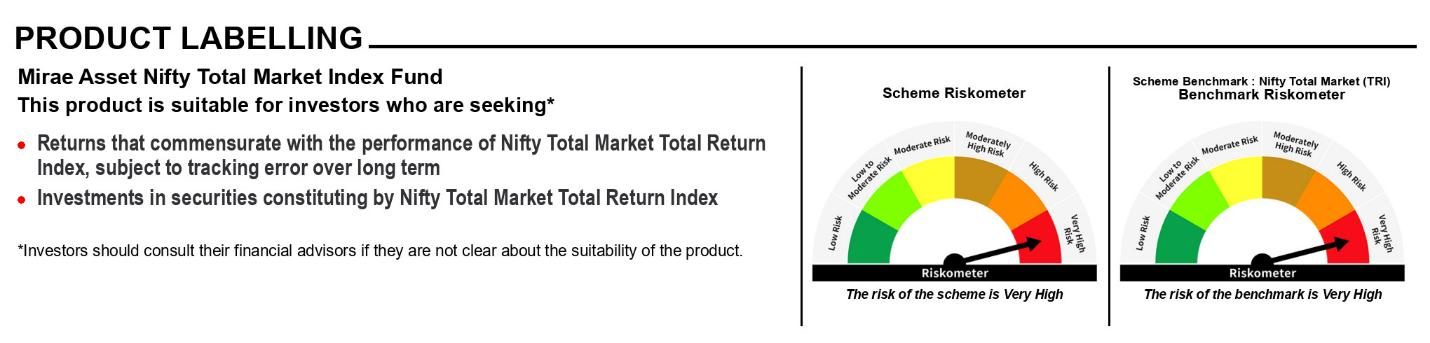 PRODUCT LABELLING
Mirae Asset Nifty Total Market Index Fund
This product is suitable for investors who are seeking*
Returns that commensurate with the performance of Nifty Total Market Total Return
Index, subject to tracking error over long term
Investments in securities constituting by Nifty Total Market Total Return Index
*Investors should consult their financial advisors if they are not clear about the suitability of the product.
Scheme Riskometer
Low Risk
Low to
Moderate Risk
Moderate Risk
Moderately
High Risk
High Risk
Very High
Risk
Riskometer
The risk of the scheme is Very High
Scheme Benchmark : Nifty Total Market (TRI)
Benchmark Riskometer
Low Risk
Low to
Moderate Risk
Moderate Risk
Moderately
High Risk
High Risk
Very High
Risk
Riskometer
The risk of the benchmark is Very High